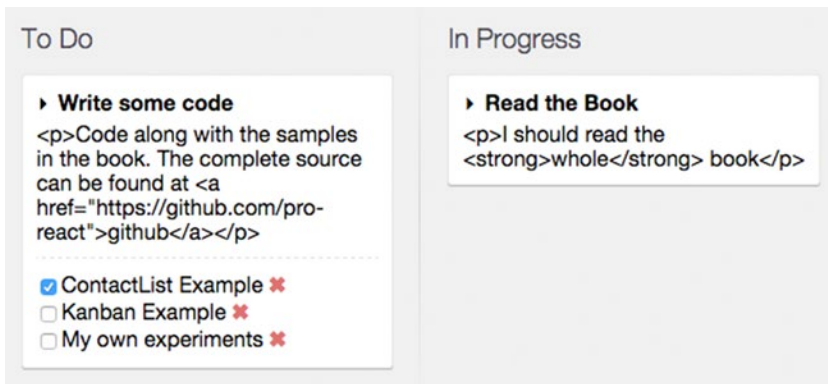 To Do
Write some code
<p>Code along with the samples
in the book. The complete source
can be found at <a
href="https://github.com/pro-
react">github</a></p>
ContactList Example ✖
Kanban Example ✖
My own experiments ✖
In Progress
Read the Book
<p>I should read the
<strong>whole</strong> book</p>